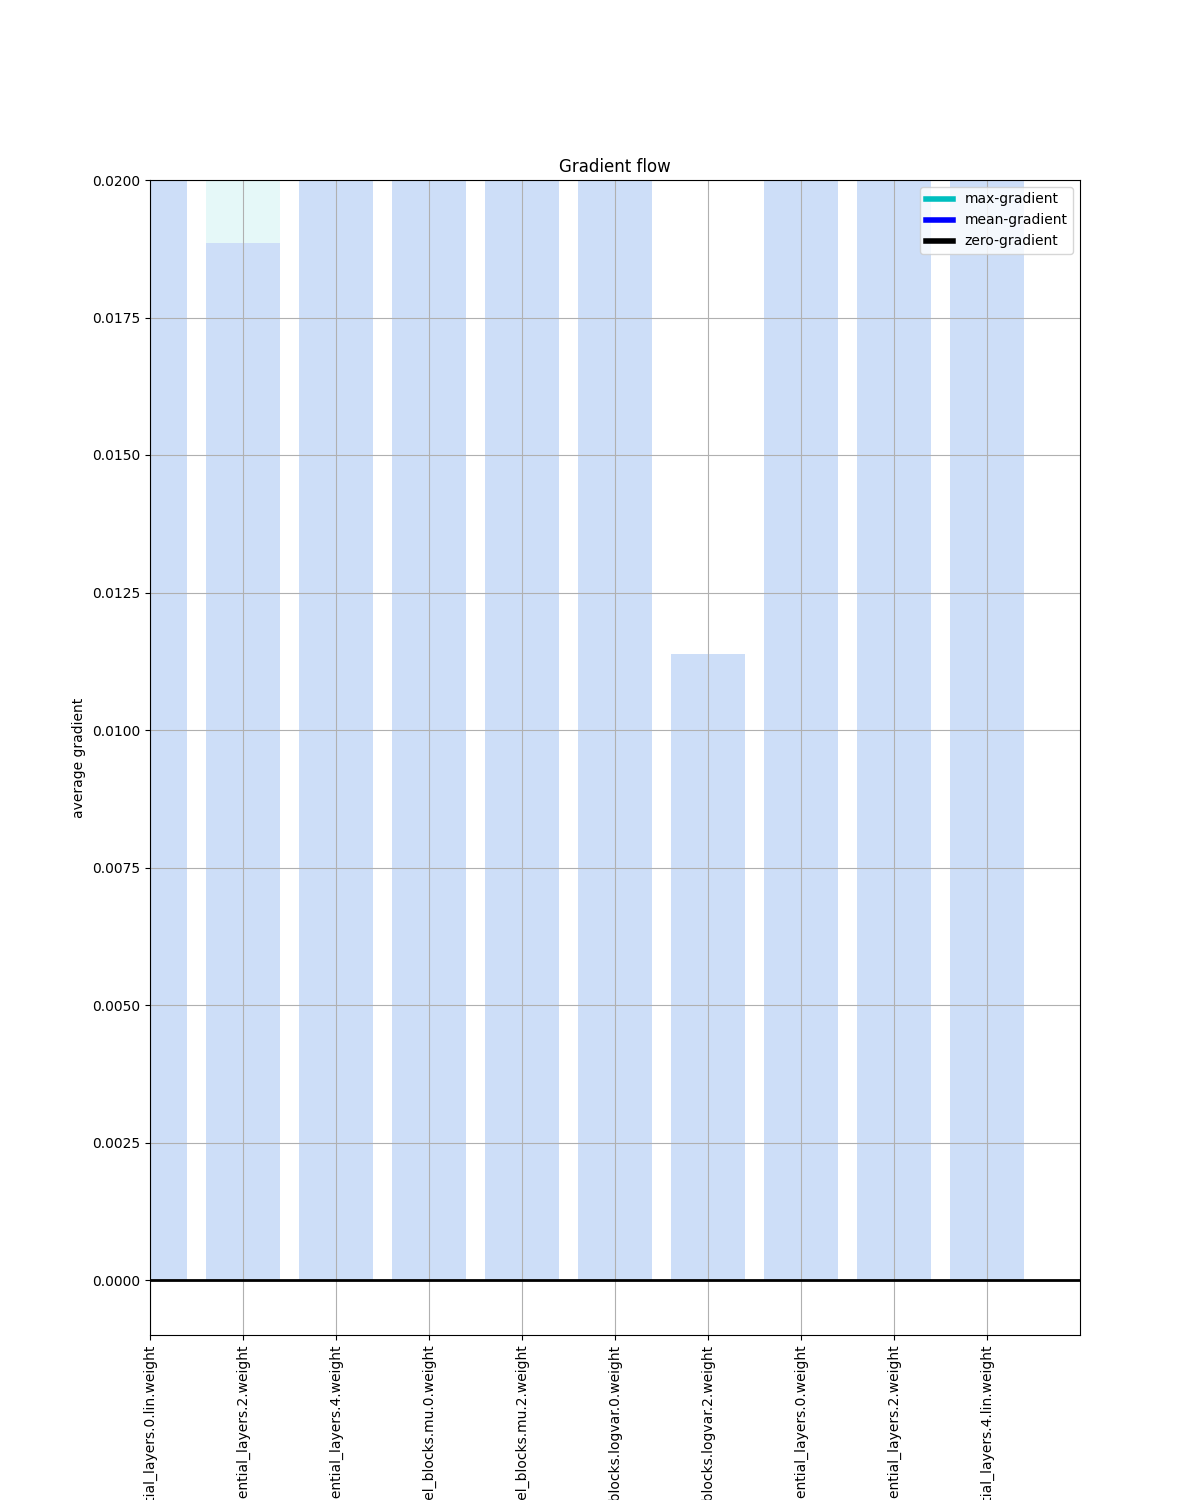 Gradient flow
max-gradient
mean-gradient
zero-gradient
0.0200
0.0175
0.0150
0.0125
0.0100
0.0075
0.0050
0.0025
0.0000
average gradient
tial_layers.0.lin.weight
ential_layers.2.weight
ential_layers.4.weight
el_blocks.mu.0.weight
el_blocks.mu.2.weight
blocks.logvar.0.weight
blocks.logvar.2.weight
ential_layers.0.weight
ential_layers.2.weight
tial_layers.4.lin.weight